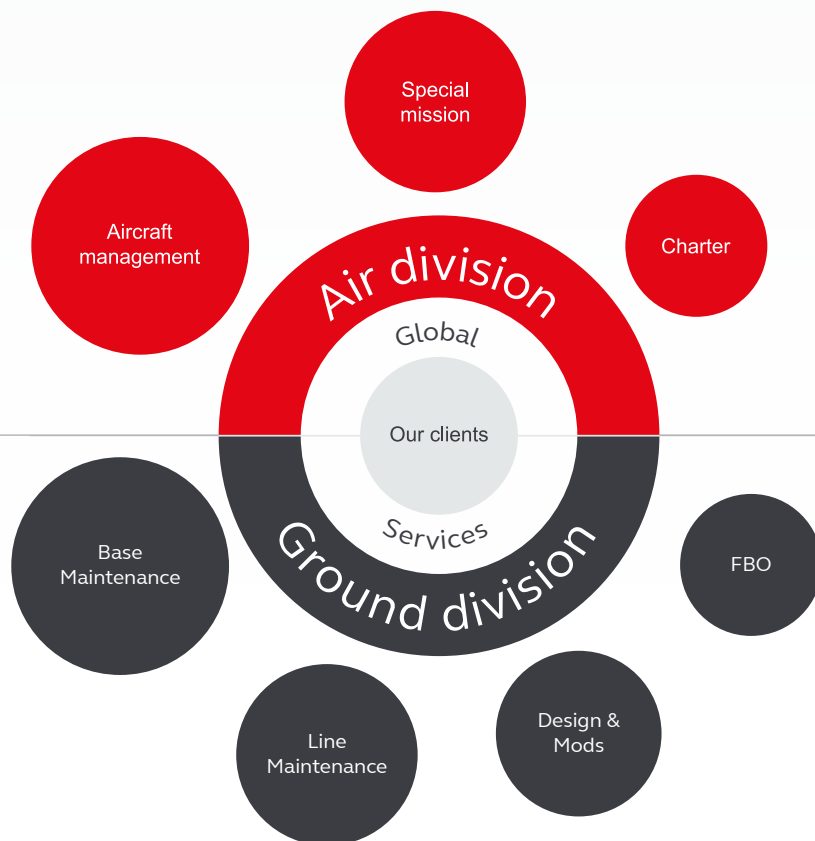 Special
mission
Aircraft
management
Charter
Air division
Global
Our clients
Services
Ground division
Base
Maintenance
FBO
Line
Maintenance
Design &
Mods